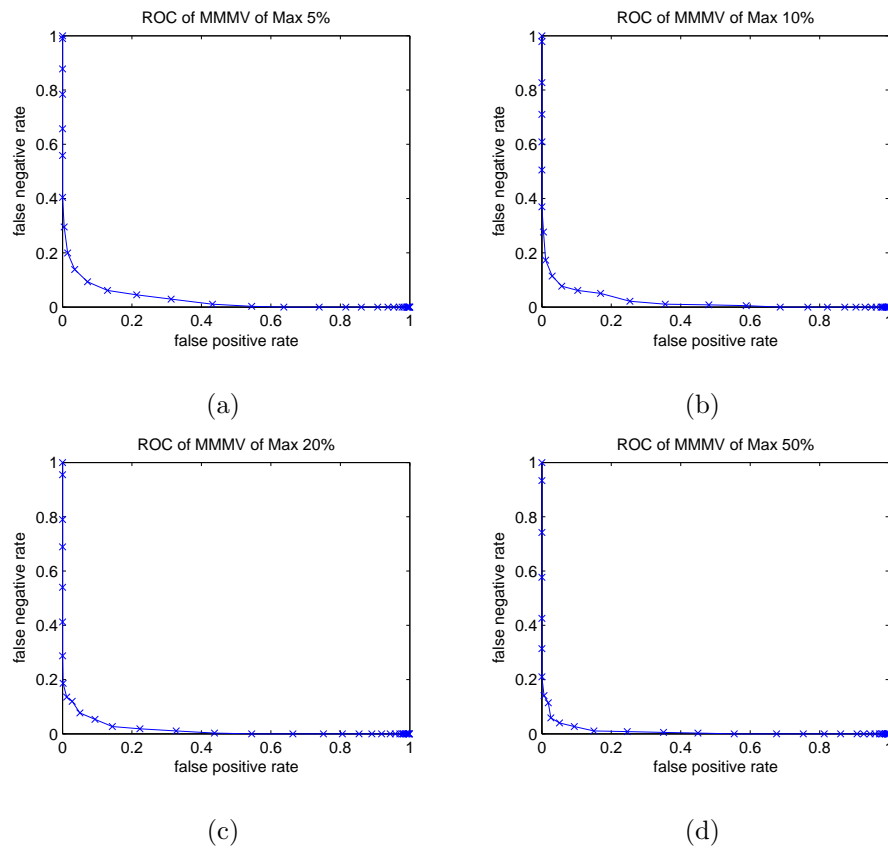 ROC of MMMV of Max 5%
1
0.8
0.6
0.4
0.2
0
0 0.2 0.4 0.6 0.8 1
false negative rate
false positive rate
(a)
ROC of MMMV of Max 10%
1
0.8
0.6
0.4
0.2
0
0 0.2 0.4 0.6 0.8 1
false negative rate
false positive rate
(b)
ROC of MMMV of Max 20%
1
0.8
0.6
0.4
0.2
0
0 0.2 0.4 0.6 0.8 1
false negative rate
false positive rate
(c)
ROC of MMMV of Max 50%
1
0.8
0.6
0.4
0.2
0
0 0.2 0.4 0.6 0.8 1
false negative rate
false positive rate
(d)